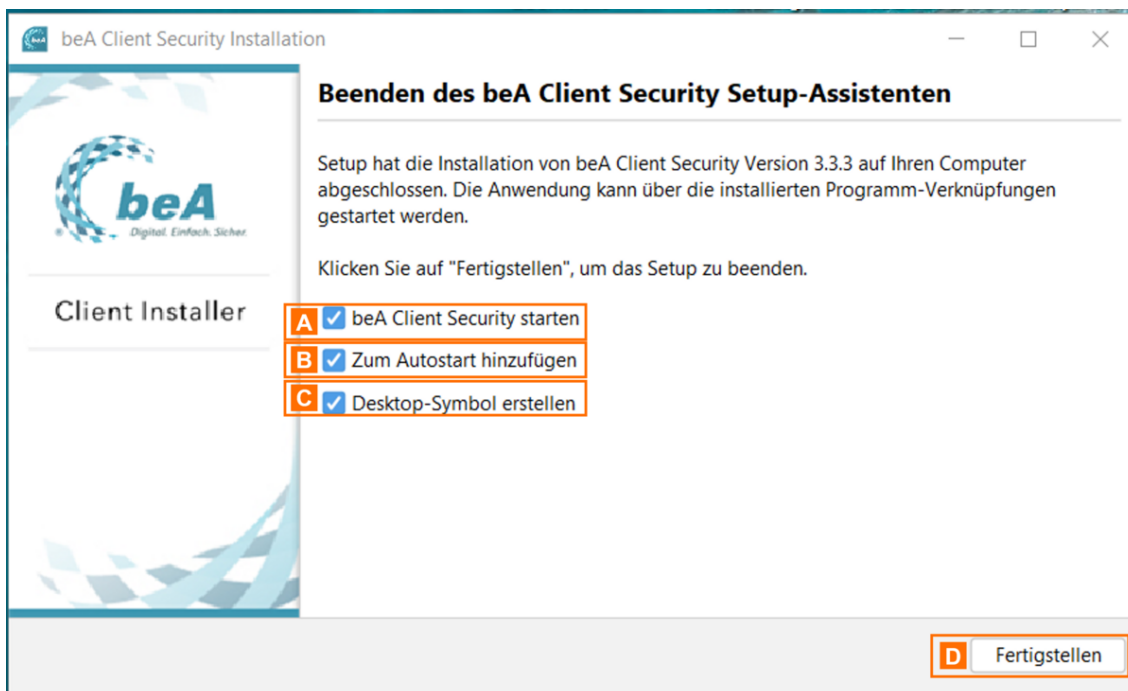 beA Client Security Installation
Beenden des beA Client Security Setup-Assistenten
beA
® Digital. Einfach. Sicher.
Client Installer
Setup hat die Installation von beA Client Security Version 3.3.3 auf Ihren Computer
abgeschlossen. Die Anwendung kann über die installierten Programm-Verknüpfungen
gestartet werden.
Klicken Sie auf "Fertigstellen", um das Setup zu beenden.
A beA Client Security starten
B Zum Autostart hinzufügen
C Desktop-Symbol erstellen
D Fertigstellen